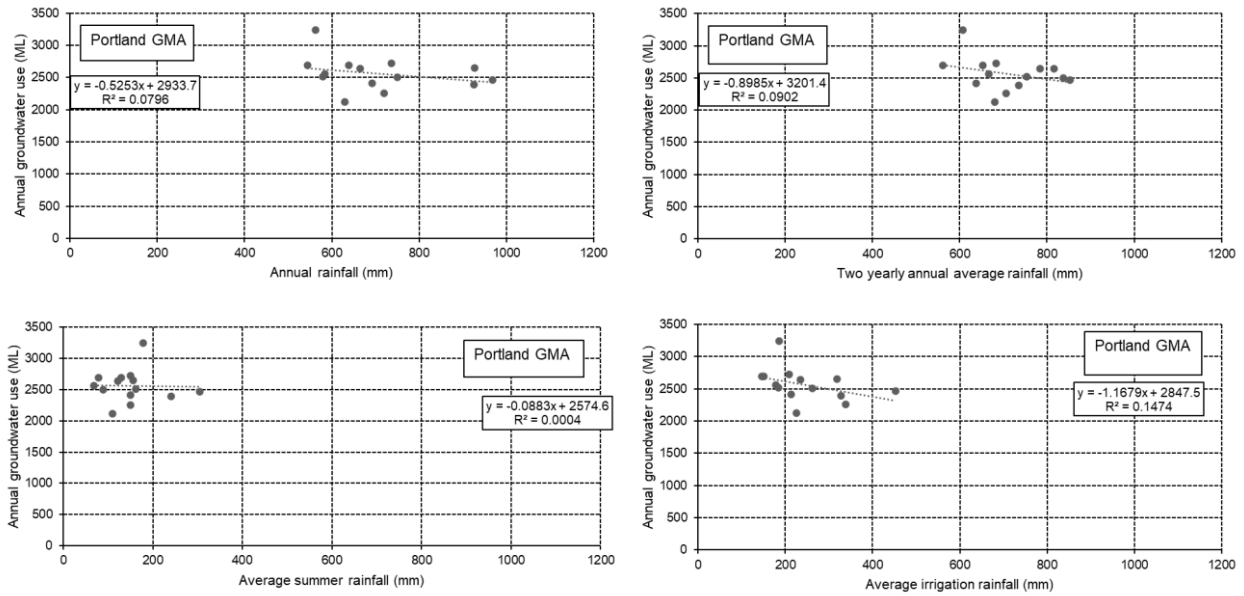 Annual groundwater use (ML)
3500
3000
2500
2000
1500
1000
500
0
Portland GMA
y = -0.5253x + 2933.7
R² = 0.0796
0 200 400 600 800 1000 1200
Annual rainfall (mm)
Annual groundwater use (ML)
3500
3000
2500
2000
1500
1000
500
0
Portland GMA
y = -0.8985x + 3201.4
R² = 0.0902
0 200 400 600 800 1000 1200
Two yearly annual average rainfall (mm)
Annual groundwater use (ML)
3500
3000
2500
2000
1500
1000
500
0
Portland GMA
y = -0.0883x + 2574.6
R² = 0.0004
0 200 400 600 800 1000 1200
Average summer rainfall (mm)
Annual groundwater use (ML)
3500
3000
2500
2000
1500
1000
500
0
Portland GMA
y = -1.1679x + 2847.5
R² = 0.1474
0 200 400 600 800 1000 1200
Average irrigation rainfall (mm)